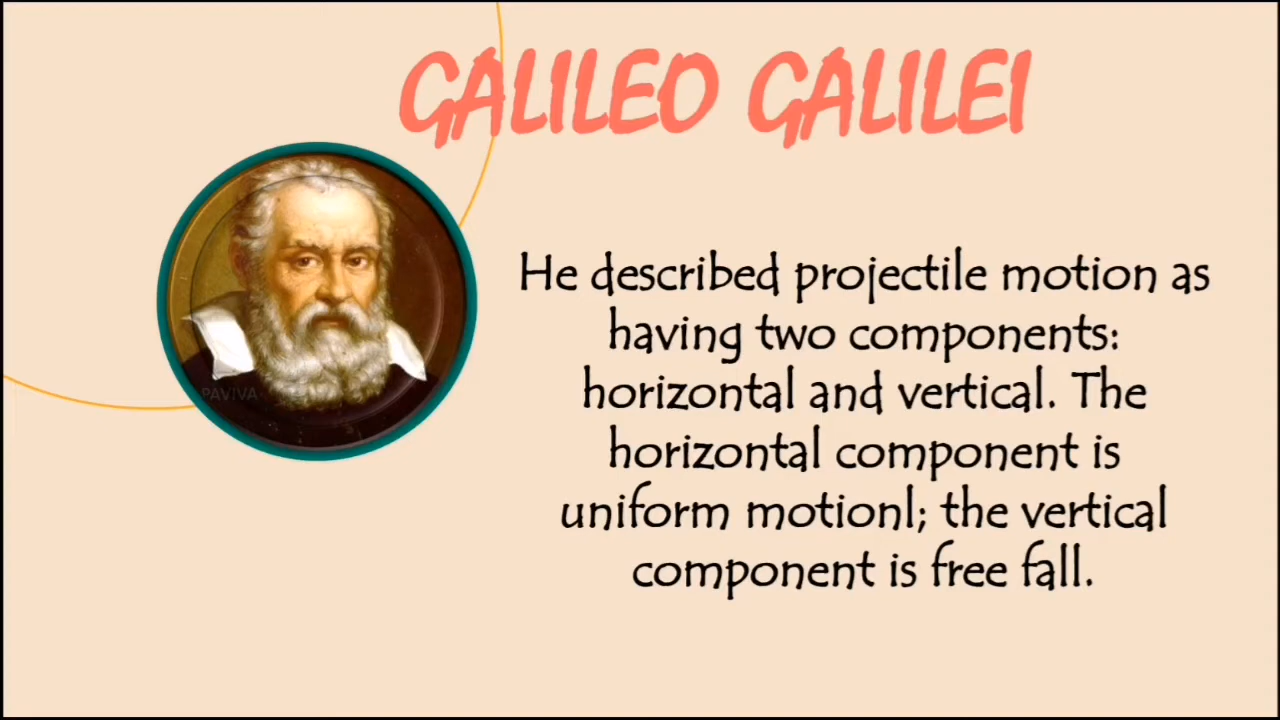 GALILEO GALILEI
He described projectile motion as
having two components:
horizontal and vertical. The
horizontal component is
uniform motionl; the vertical
component is free fall.
PAVIVA